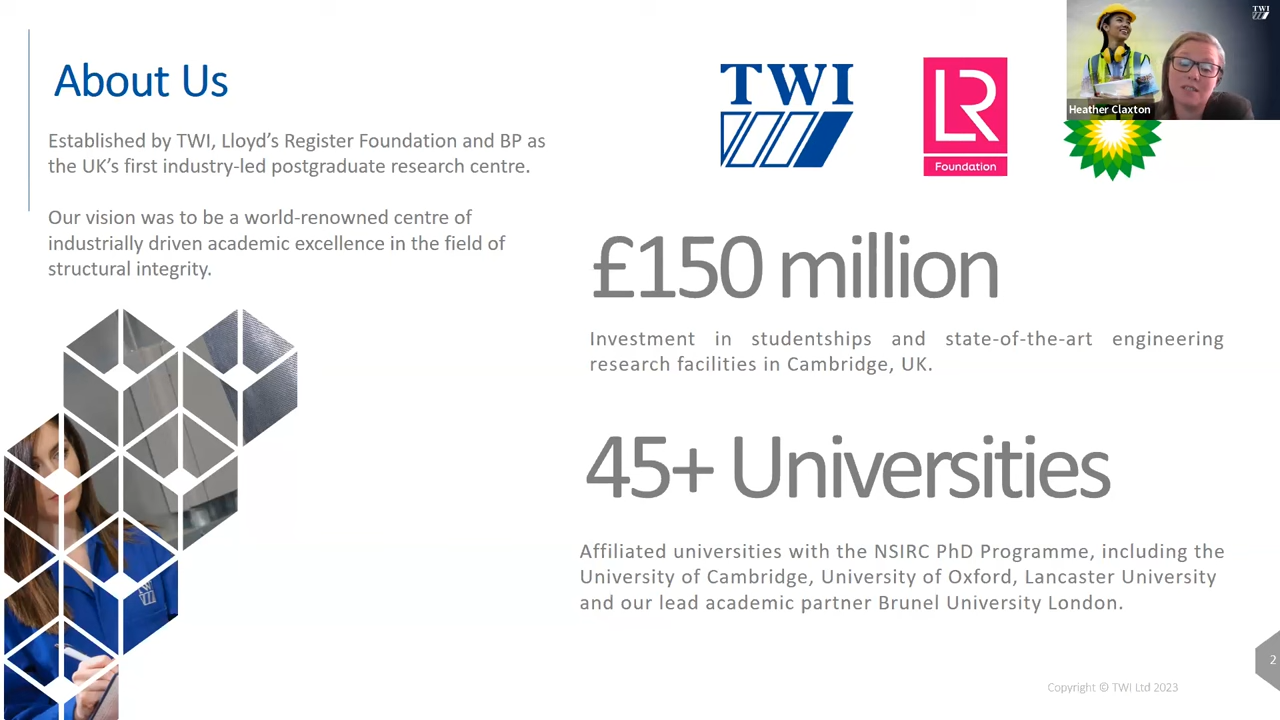 About Us
Established by TWI, Lloyd’s Register Foundation and BP as
the UK’s first industry-led postgraduate research centre.
Our vision was to be a world-renowned centre of
industrially driven academic excellence in the field of
structural integrity.
TWI
LR
Foundation
TWI
Heather Claxton
£150 million
Investment in studentships and state-of-the-art engineering
research facilities in Cambridge, UK.
45+ Universities
Affiliated universities with the NSIRC PhD Programme, including the
University of Cambridge, University of Oxford, Lancaster University
and our lead academic partner Brunel University London.
2
Copyright © TWI Ltd 2023